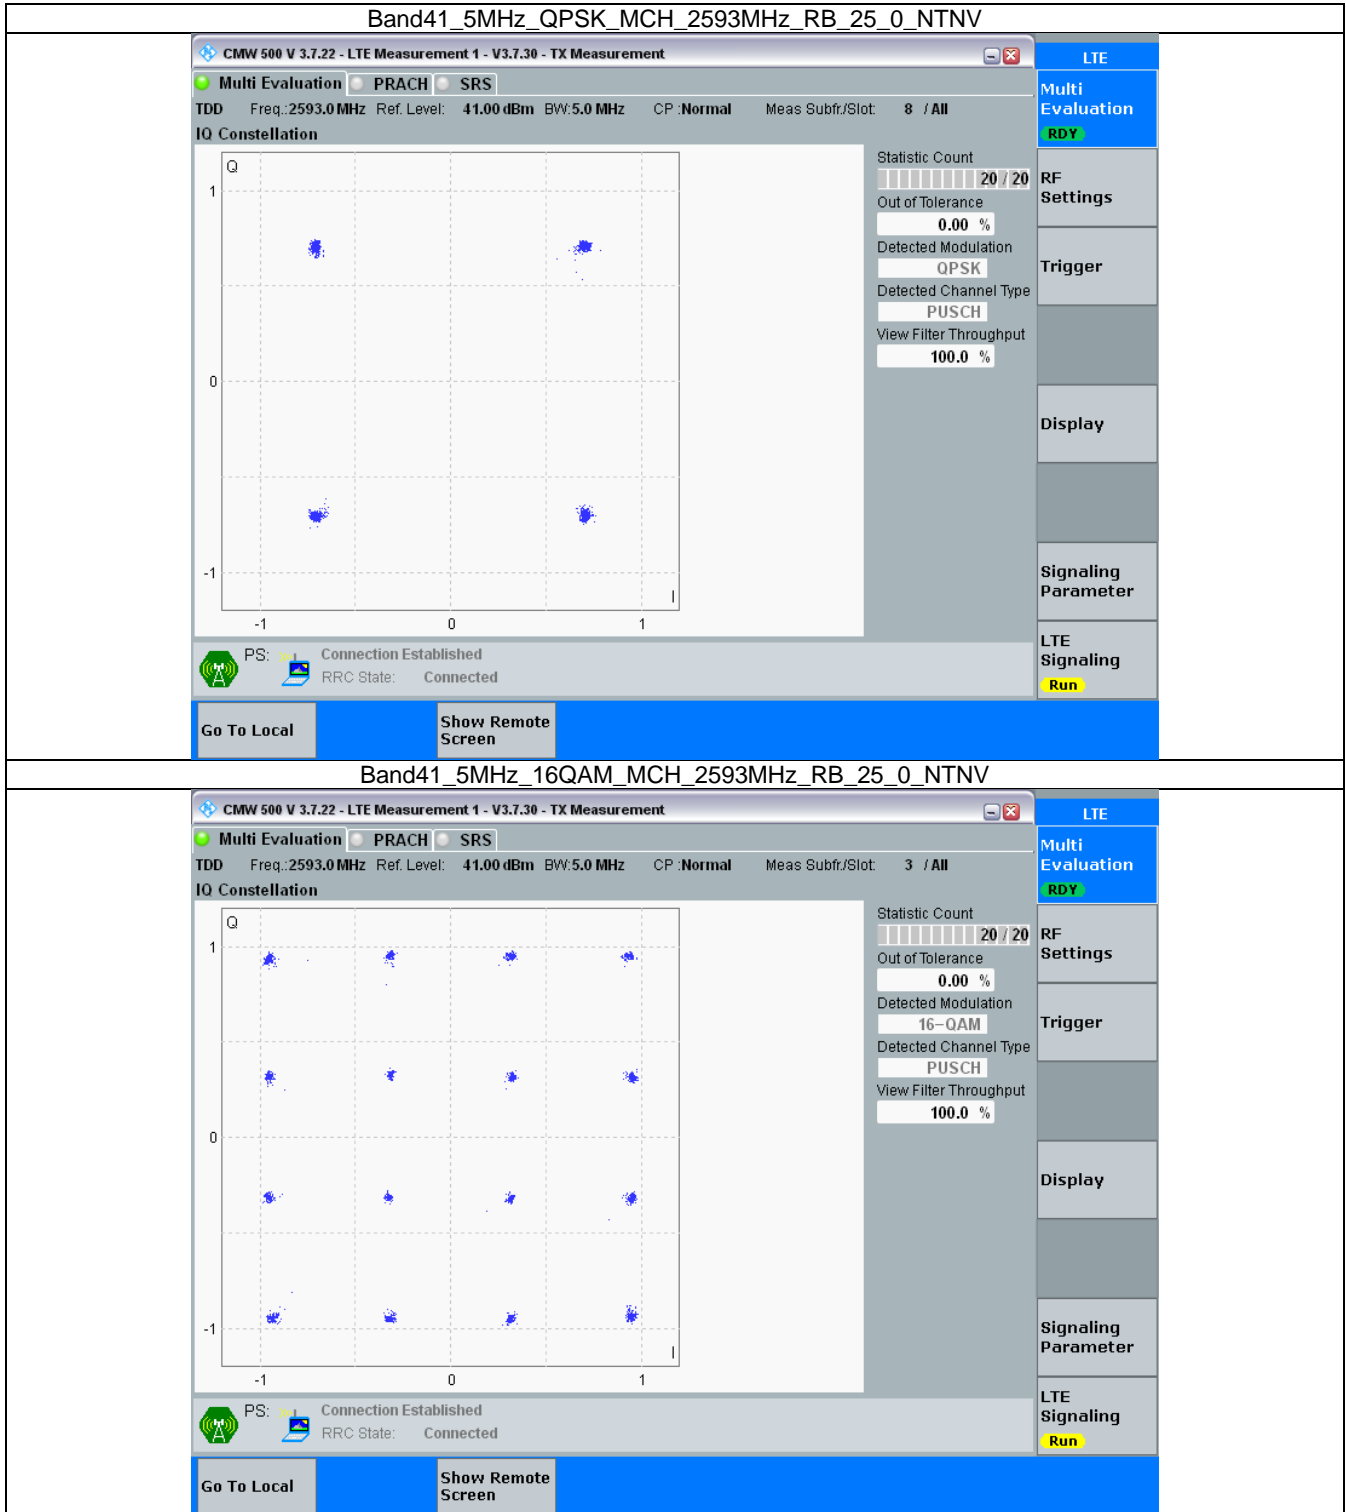 Band41_5MHz_QPSK_MCH_2593MHz_RB_25_0_NTNV
CMW 500 V 3.7.22 - LTE Measurement 1 - V3.7.30 - TX Measurement
LTE
Multi Evaluation PRACH SRS
Multi
Evaluation
RDY
TDD Freg.:2593.0 MHz Ref. Level: 41.00 dBm BW:5.0 MHz CP :Normal Meas Subfr./Slot: 8 / All
IQ Constellation
Q
1
0
-1
I
-1 0 1
Statistic Count
20 / 20
Out of Tolerance
0.00 %
Detected Modulation
QPSK
Detected Channel Type
PUSCH
View Filter Throughput
100.0 %
RF
Settings
Trigger
Display
Signaling
Parameter
LTE
Signaling
Run
PS: Connection Established
RRC State: Connected
Go To Local
Show Remote
Screen
Band41_5MHz_16QAM_MCH_2593MHz_RB_25_0_NTNV
CMW 500 V 3.7.22 - LTE Measurement 1 - V3.7.30 - TX Measurement
LTE
Multi Evaluation PRACH SRS
Multi
Evaluation
RDY
TDD Freg.:2593.0 MHz Ref. Level: 41.00 dBm BW:5.0 MHz CP :Normal Meas Subfr./Slot: 3 / All
IQ Constellation
Q
1
0
-1
I
-1 0 1
Statistic Count
20 / 20
Out of Tolerance
0.00 %
Detected Modulation
16-QAM
Detected Channel Type
PUSCH
View Filter Throughput
100.0 %
RF
Settings
Trigger
Display
Signaling
Parameter
LTE
Signaling
Run
PS: Connection Established
RRC State: Connected
Go To Local
Show Remote
Screen